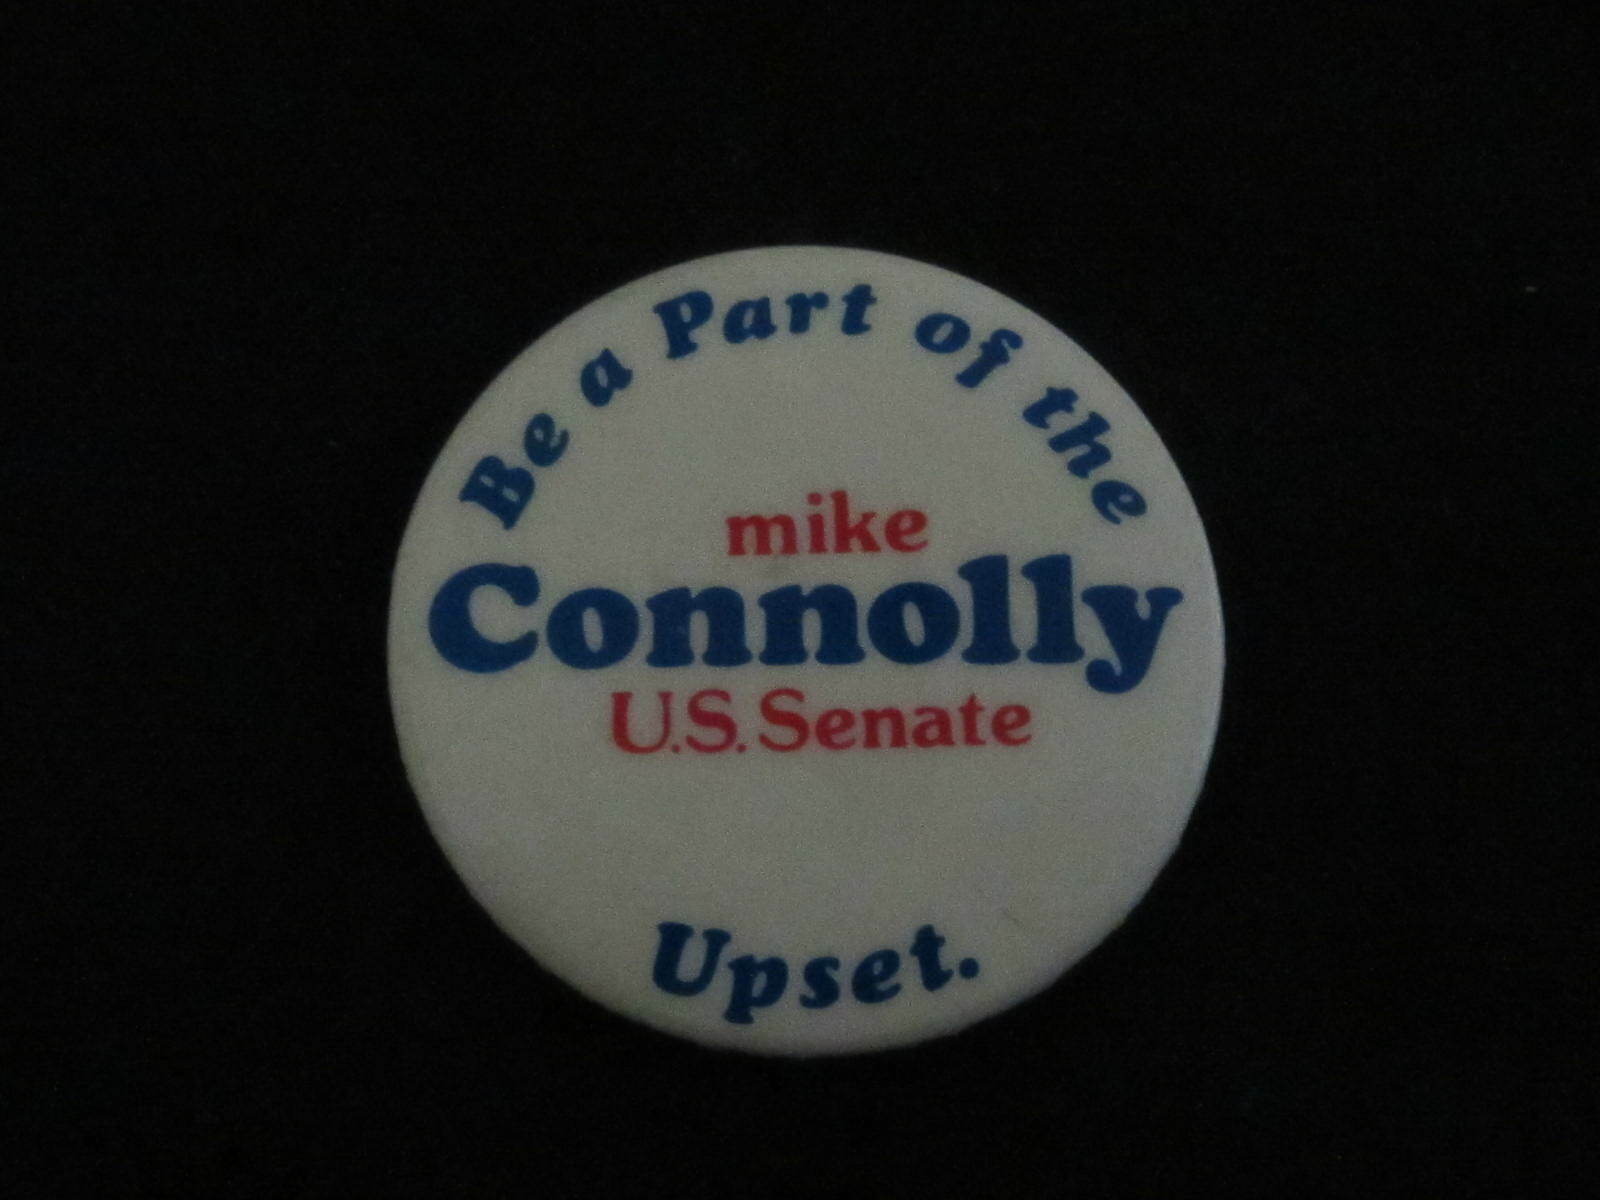 Be a Part of the
mike
Connolly
U.S. Senate
Upset.